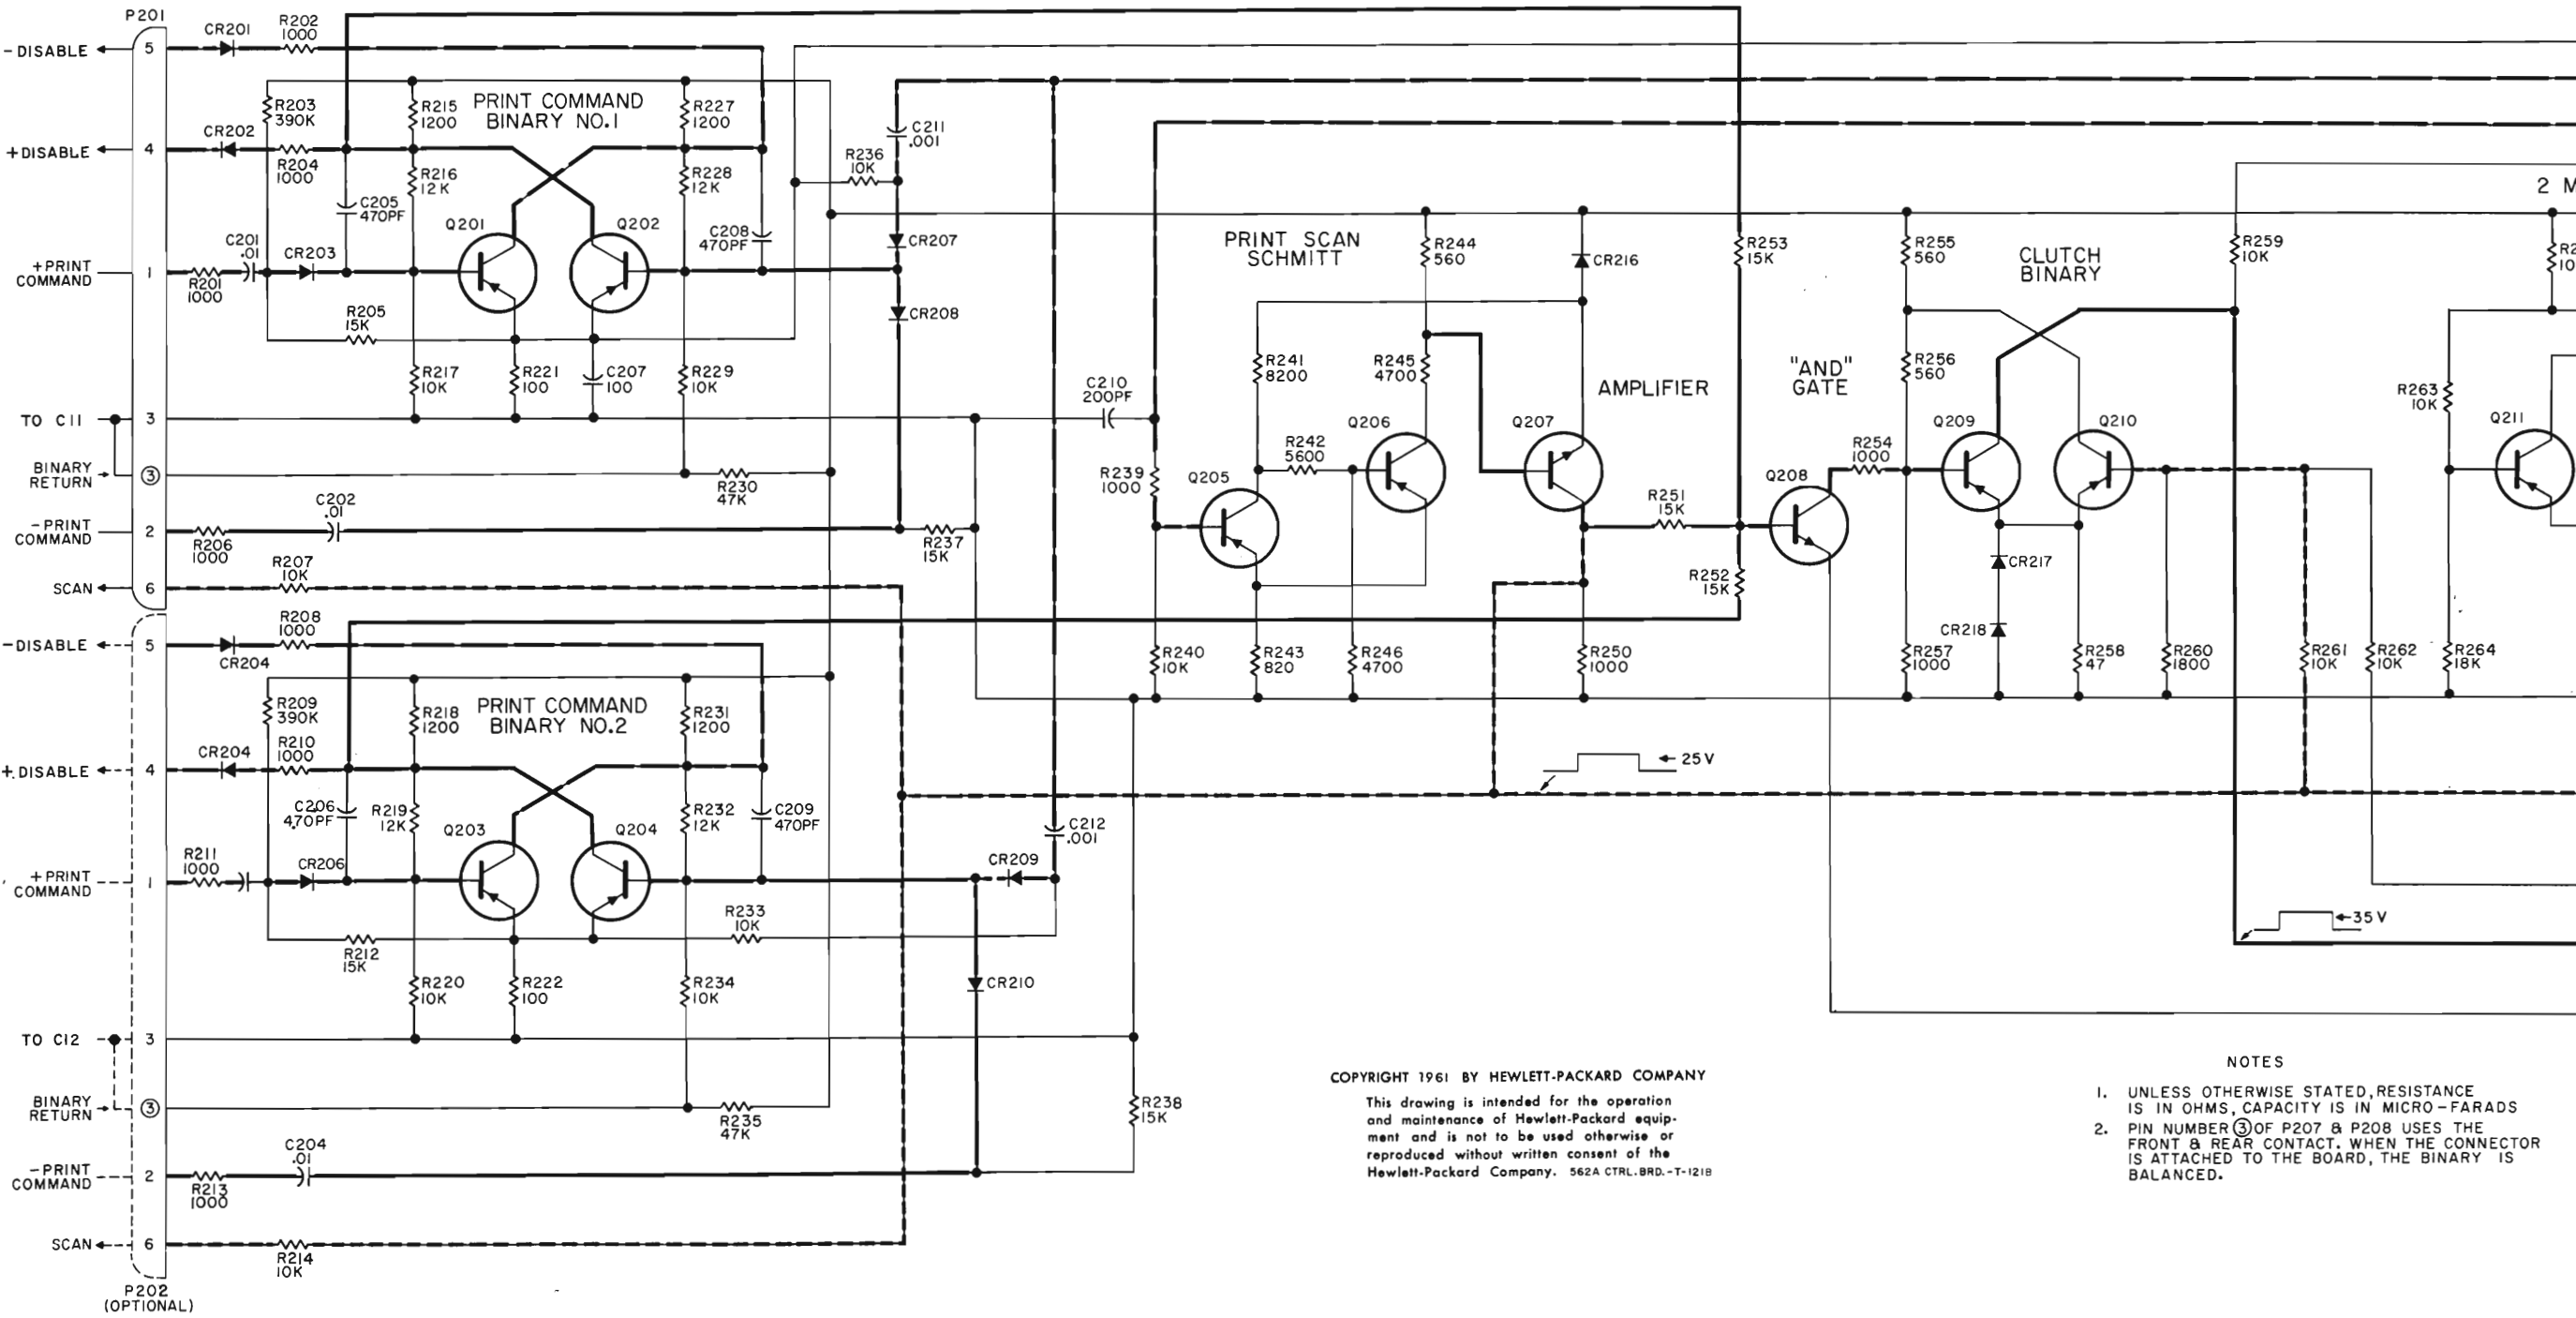 P201
- DISABLE
5
CR201
R202
1000
R203
390K
R215
1200
PRINT COMMAND
BINARY NO.1
R227
1200
C211
.001
CR202
+DISABLE
4
R204
1000
R216
12K
R228
12K
R236
10K
C205
470PF
Q201
Q202
C208
470PF
CR207
C201
.01
CR203
+PRINT
COMMAND
1
R201
1000
R205
15K
CR208
R217
10K
R221
100
C207
100
R229
10K
TO C11
3
BINARY
RETURN
3
R230
47K
C202
.01
-PRINT
COMMAND
2
R206
1000
R237
15K
R207
10K
SCAN
6
C210
200PF
R239
1000
PRINT SCAN
SCHMITT
R244
560
CR216
R241
8200
R245
4700
AMPLIFIER
R242
5600
Q206
Q207
Q205
R251
15K
R240
10K
R243
820
R246
4700
R250
1000
R253
15K
"AND"
GATE
R252
15K
Q208
R254
1000
R255
560
CLUTCH
BINARY
R259
10K
R256
560
Q209
Q210
CR217
CR218
R257
1000
R258
47
R260
1800
R261
10K
R262
10K
2 M
R2
10
R263
10K
Q211
R264
18K
25V
35V
-DISABLE
5
R208
1000
CR204
R209
390K
R218
1200
PRINT COMMAND
BINARY NO.2
R231
1200
CR204
R210
1000
+.DISABLE
4
C206
470PF
R219
12K
R232
12K
C209
470PF
Q203
Q204
C212
.001
R211
1000
CR206
+PRINT
COMMAND
1
CR209
R233
10K
R212
15K
CR210
R220
10K
R222
100
R234
10K
TO C12
3
BINARY
RETURN
3
R235
47K
R238
15K
C204
.01
-PRINT
COMMAND
2
R213
1000
SCAN
6
R214
10K
P202
(OPTIONAL)
COPYRIGHT 1961 BY HEWLETT-PACKARD COMPANY
This drawing is intended for the operation
and maintenance of Hewlett-Packard equip-
ment and is not to be used otherwise or
reproduced without written consent of the
Hewlett-Packard Company. 562A CTRL.BRD.-T-1218
NOTES
1. UNLESS OTHERWISE STATED, RESISTANCE
IS IN OHMS, CAPACITY IS IN MICRO-FARADS
2. PIN NUMBER ③ OF P207 & P208 USES THE
FRONT & REAR CONTACT. WHEN THE CONNECTOR
IS ATTACHED TO THE BOARD, THE BINARY IS
BALANCED.